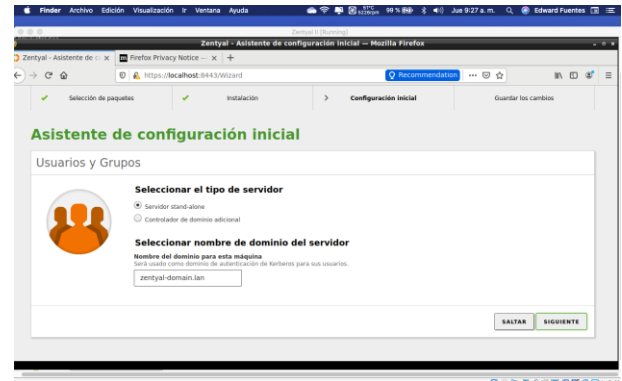 Finder Archivo Edición Visualización Ir Ventana Ayuda 99 % Jue 9:27 a. m. Edward Fuentes
Zentyal II [Running]
Zentyal - Asistente de configuración inicial — Mozilla Firefox
Zentyal - Asistente de co Firefox Privacy Notice —
https://localhost:8443/Wizard Recommendation
Selección de paquetes Instalación Configuración inicial Guardar los cambios
Asistente de configuración inicial
Usuarios y Grupos
Seleccionar el tipo de servidor
Servidor stand-alone
Controlador de dominio adicional
Seleccionar nombre de dominio del servidor
Nombre del dominio para esta máquina
Será usado como dominio de autenticación de Kerberos para sus usuarios.
zentyal-domain.lan
SALTAR SIGUIENTE